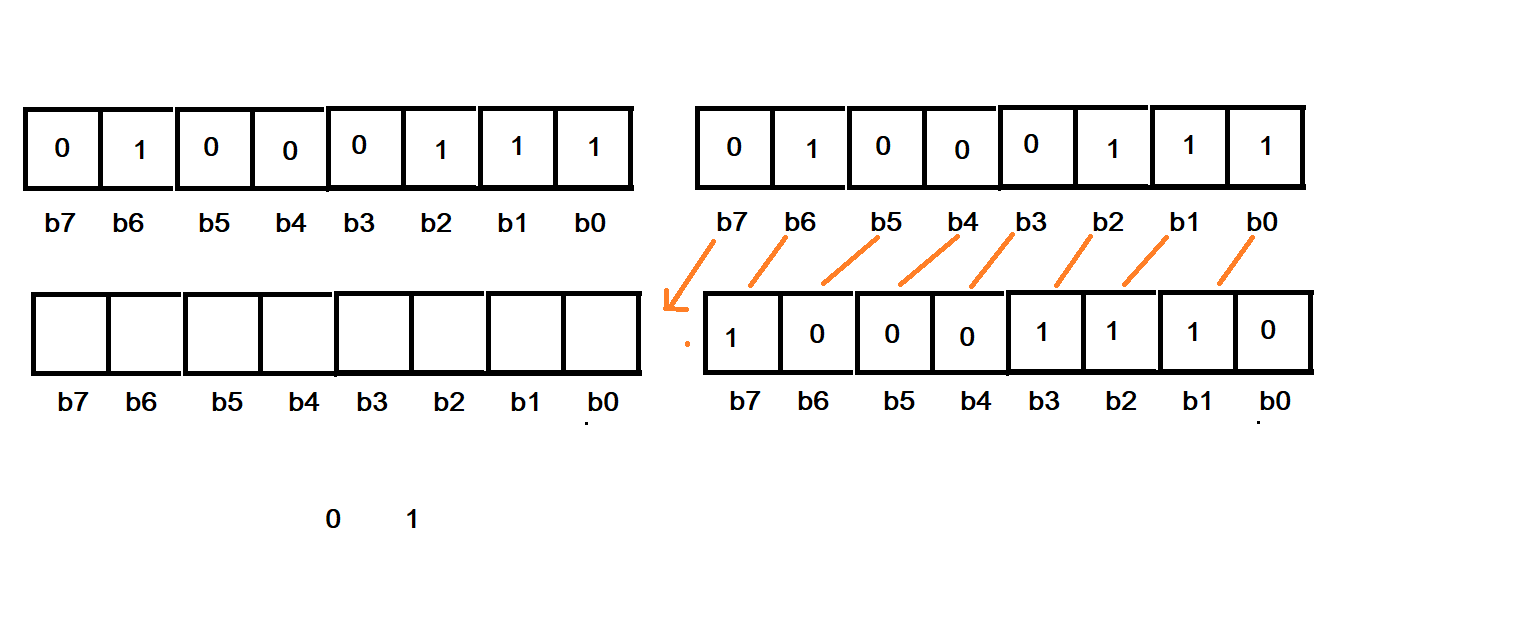 0 1 0 0 0 1 1 1 0 1 0 0 0 1 1 1
b7 b6 b5 b4 b3 b2 b1 b0 b7 b6 b5 b4 b3 b2 b1 b0
1 0 0 0 1 1 1 0
b7 b6 b5 b4 b3 b2 b1 b0 b7 b6 b5 b4 b3 b2 b1 b0
0 1